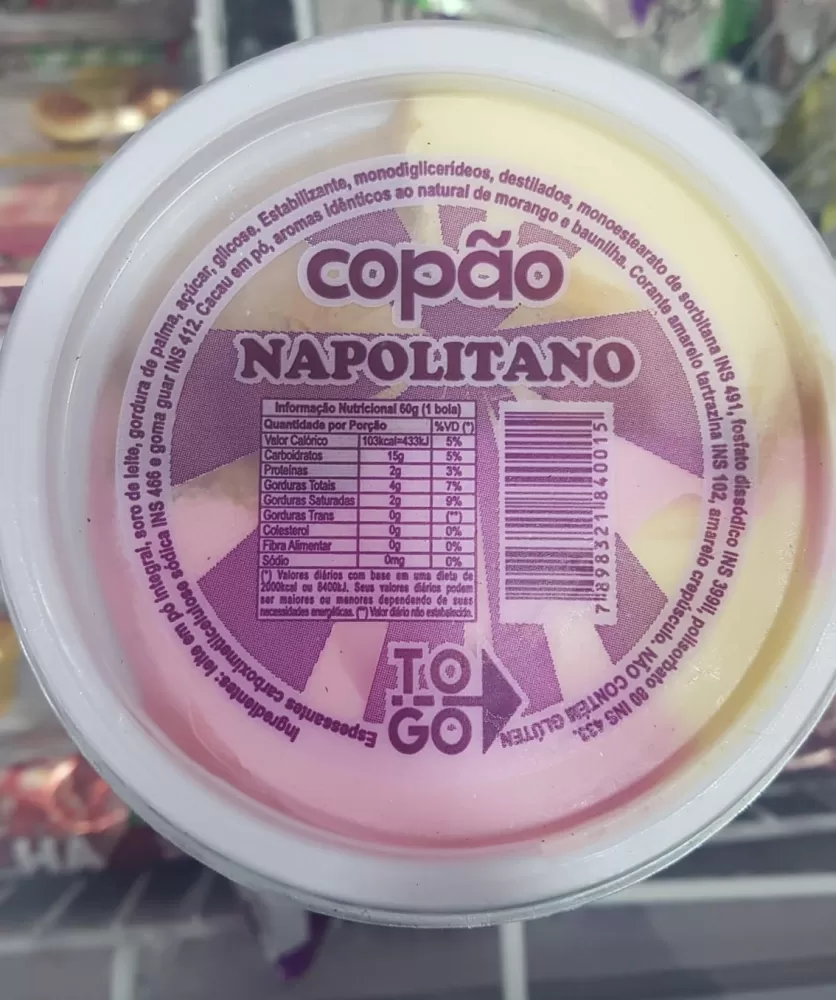 Ingredientes: leite em pó integral, soro de leite, gordura de palma, açúcar, glicose. Estabilizante, monodiglicerídeos, destilados, monoestearato de sorbitana INS 491, fosfato dissódico INS 399ii, polisorbato 80 INS 433.
Espessantes carboximetilcelulose sódica INS 466 e goma guar INS 412. Cacau em pó, aromas idênticos ao natural de morango e baunilha. Corante amarelo tartrazina INS 102, amarelo crepúsculo. NÃO CONTÉM GLÚTEN
copão
NAPOLITANO
Informação Nutricional 60g (1 bola)
Quantidade por Porção %VD (*)
Valor Calórico 103kcal=433kJ 5%
Carboidratos 15g 5%
Proteínas 2g 3%
Gorduras Totais 4g 7%
Gorduras Saturadas 2g 9%
Gorduras Trans 0g (**)
Colesterol 0g 0%
Fibra Alimentar 0g 0%
Sódio 0mg 0%
(*) Valores diários com base em uma dieta de
2000kcal ou 8400kJ. Seus valores diários podem
ser maiores ou menores dependendo de suas
necessidades energéticas. (**) Valor diário não estabelecido.
7 898321 840015
TO
GO